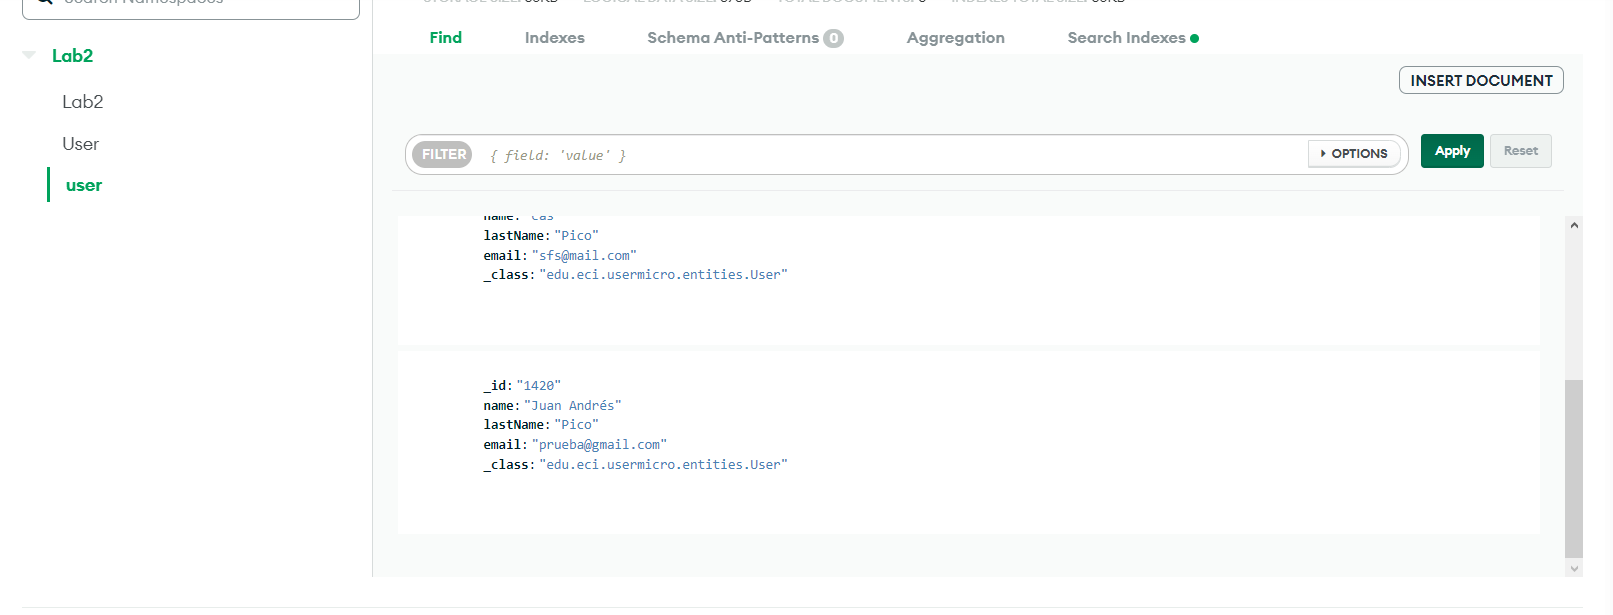 Lab2
Lab2
User
user
Find Indexes Schema Anti-Patterns 0 Aggregation Search Indexes
INSERT DOCUMENT
FILTER { field: 'value' } OPTIONS Apply Reset
name: "cas
lastName: "Pico"
email: "sfs@mail.com"
_class: "edu.eci.usermicro.entities.User"
_id: "1420"
name: "Juan Andrés"
lastName: "Pico"
email: "prueba@gmail.com"
_class: "edu.eci.usermicro.entities.User"